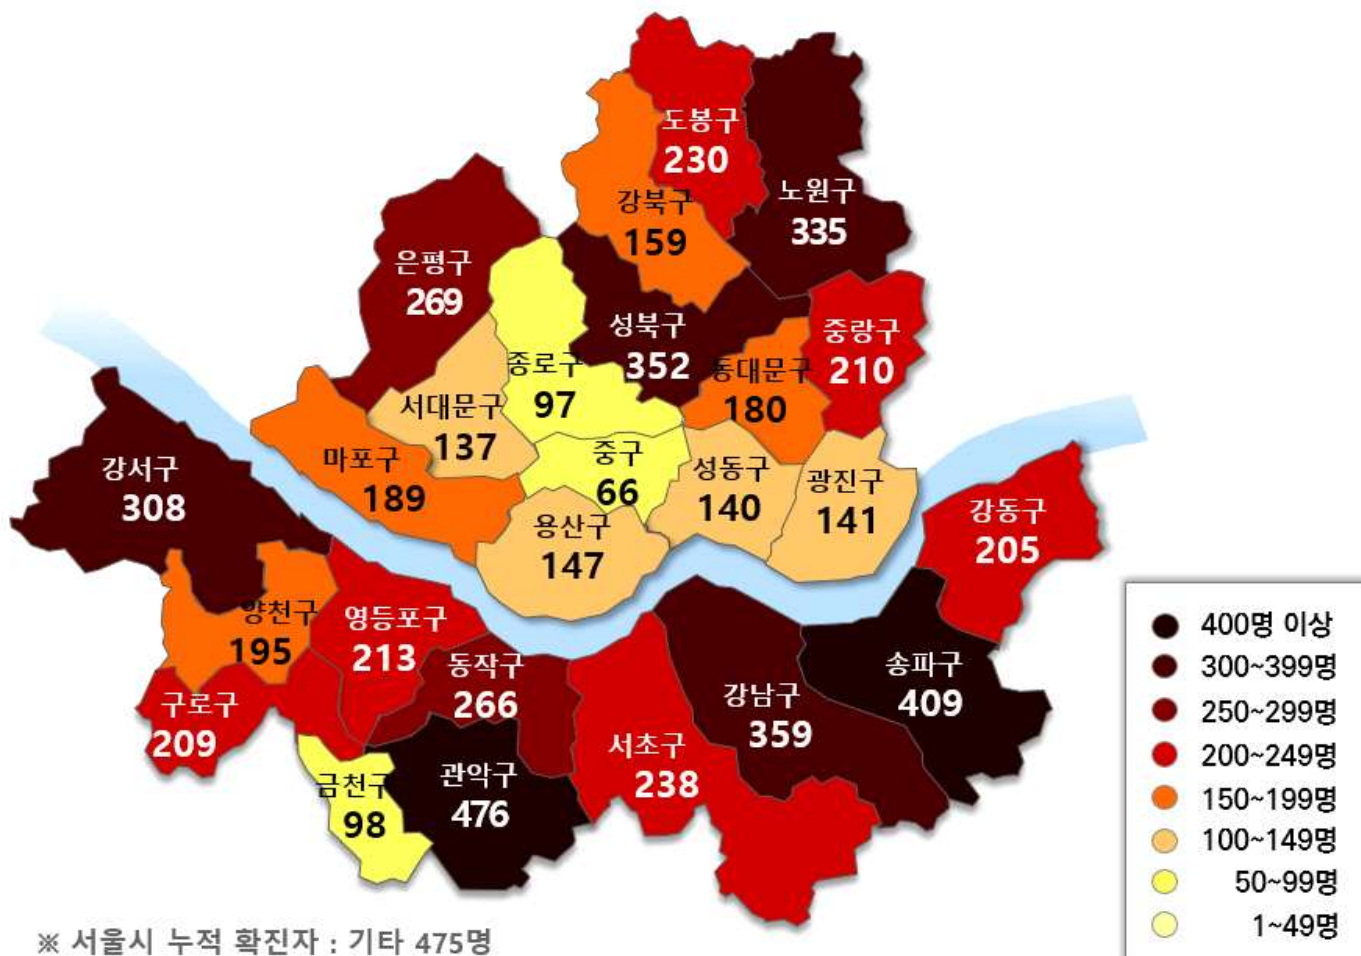 도봉구
230
노원구
335
강북구
159
은평구
269
성북구
352
중랑구
210
종로구
97
동대문구
180
서대문구
137
마포구
189
중구
66
성동구
140
광진구
141
강서구
308
용산구
147
강동구
205
양천구
195
영등포구
213
동작구
266
송파구
409
강남구
359
구로구
209
서초구
238
금천구
98
관악구
476
400명 이상
300~399명
250~299명
200~249명
150~199명
100~149명
50~99명
1~49명
※ 서울시 누적 확진자 : 기타 475명